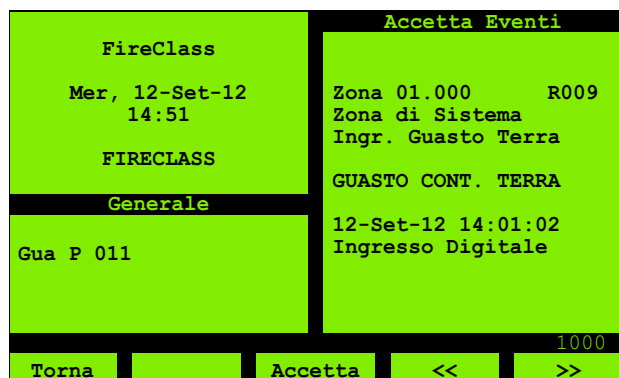 FireClass
Mer, 12-Set-12
14:51
FIRECLASS
Generale
Gua P 011
Accetta Eventi
Zona 01.000 R009
Zona di Sistema
Ingr. Guasto Terra
GUASTO CONT. TERRA
12-Set-12 14:01:02
Ingresso Digitale
1000
Torna Accetta << >>